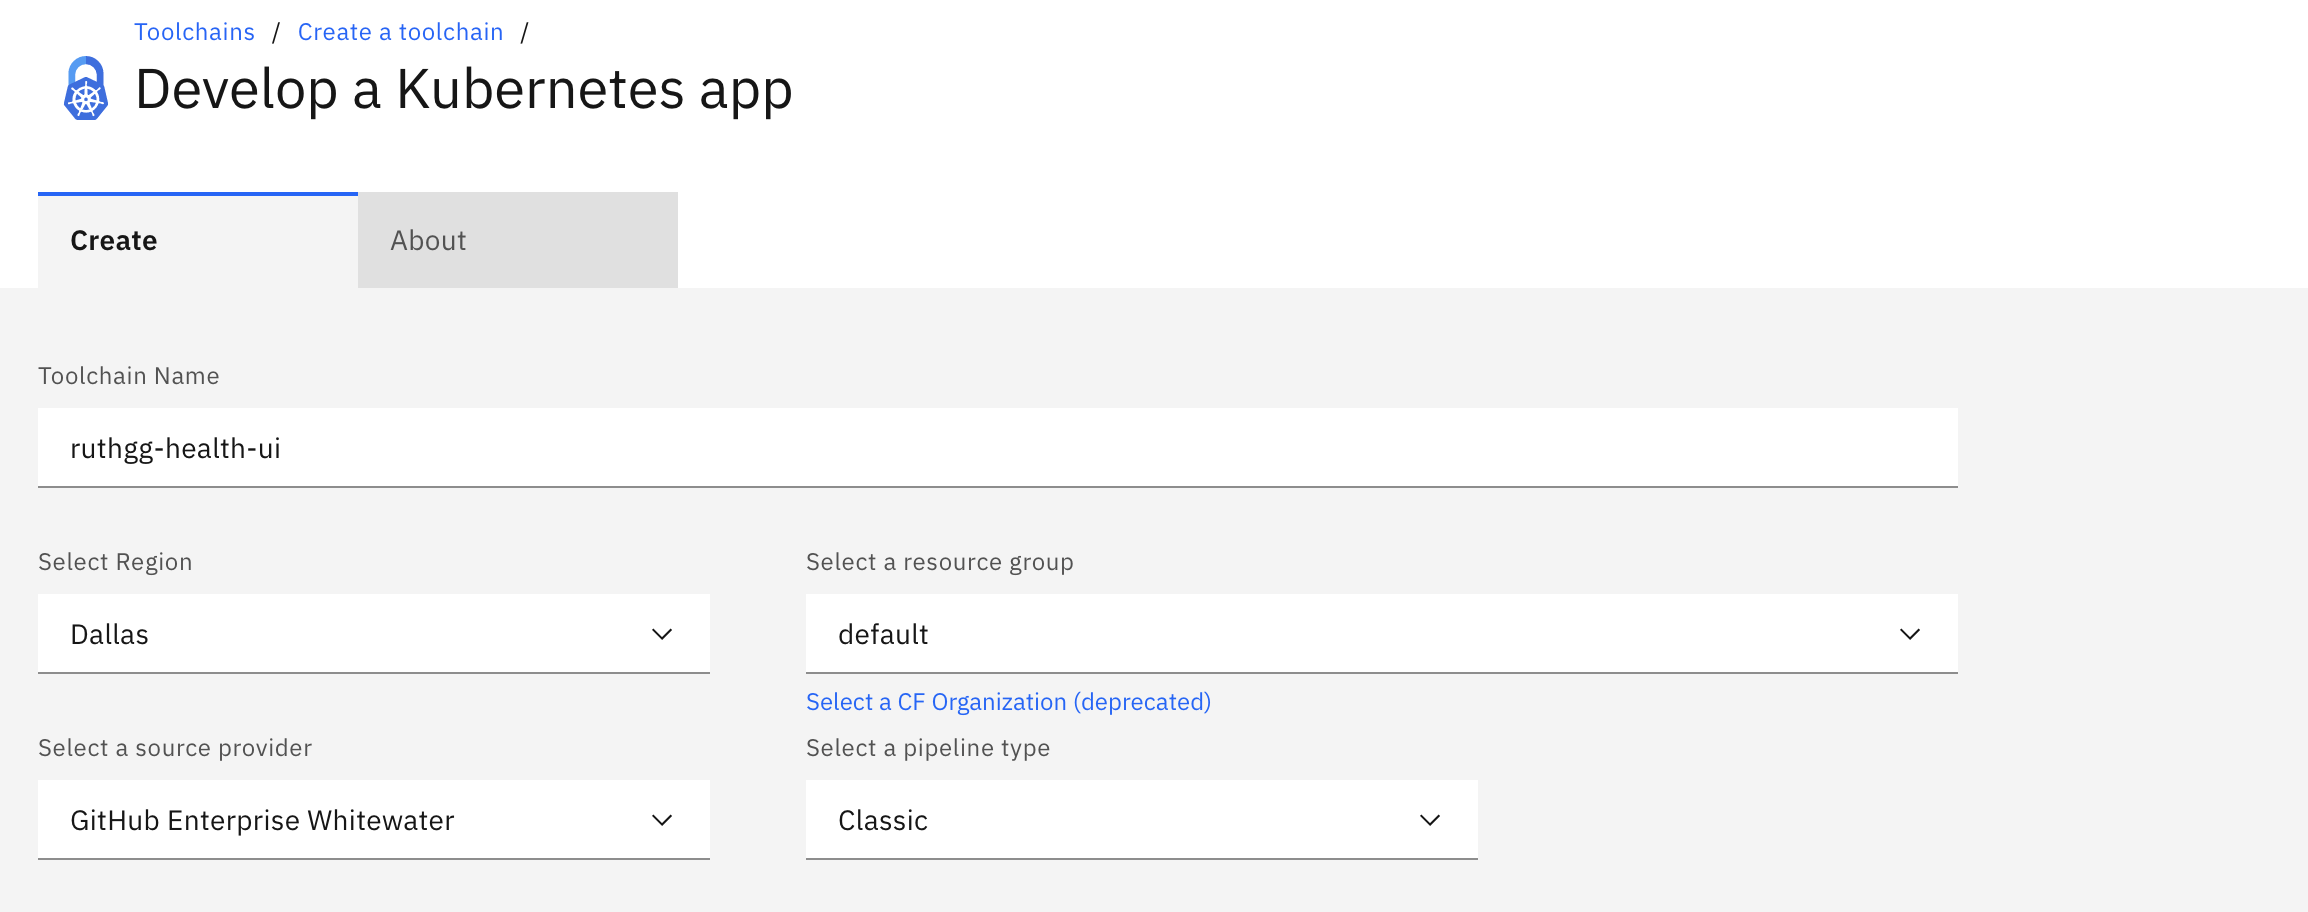 Toolchains / Create a toolchain /
Develop a Kubernetes app
Create About
Toolchain Name
ruthgg-health-ui
Select Region Select a resource group
Dallas default
Select a CF Organization (deprecated)
Select a source provider Select a pipeline type
GitHub Enterprise Whitewater Classic